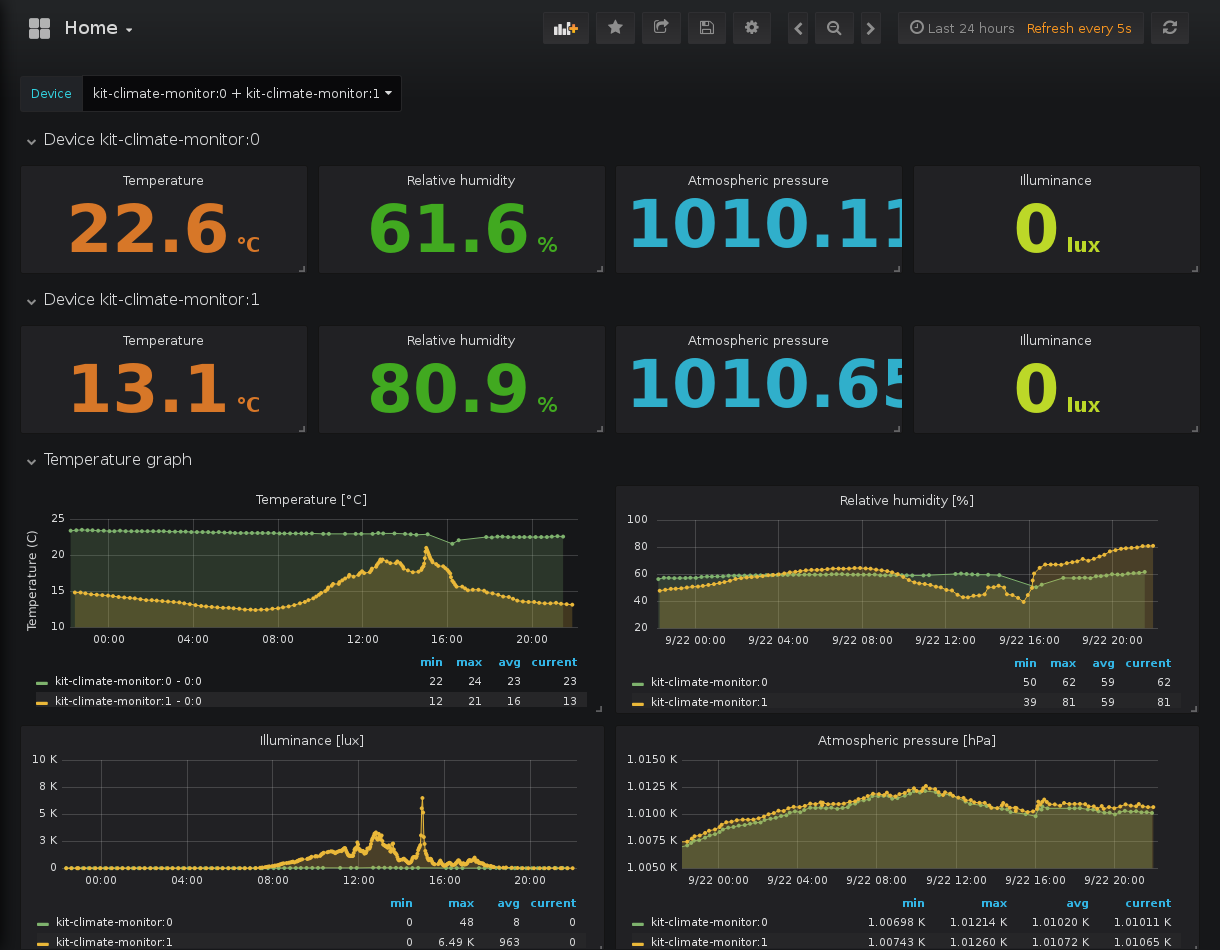 Home
Last 24 hours Refresh every 5s
Device kit-climate-monitor:0 + kit-climate-monitor:1
Device kit-climate-monitor:0
Temperature Relative humidity Atmospheric pressure Illuminance
22.6 °C 61.6 % 1010.11 0 lux
Device kit-climate-monitor:1
Temperature Relative humidity Atmospheric pressure Illuminance
13.1 °C 80.9 % 1010.65 0 lux
Temperature graph
Temperature [°C]
Temperature (C)
25
20
15
10
00:00 04:00 08:00 12:00 16:00 20:00
min max avg current
kit-climate-monitor:0 - 0:0 22 24 23 23
kit-climate-monitor:1 - 0:0 12 21 16 13
Relative humidity [%]
100
80
60
40
20
9/22 00:00 9/22 04:00 9/22 08:00 9/22 12:00 9/22 16:00 9/22 20:00
min max avg current
kit-climate-monitor:0 50 62 59 62
kit-climate-monitor:1 39 81 59 81
Illuminance [lux]
10 K
8 K
5 K
3 K
0
00:00 04:00 08:00 12:00 16:00 20:00
min max avg current
kit-climate-monitor:0 0 48 8 0
kit-climate-monitor:1 0 6.49 K 963 0
Atmospheric pressure [hPa]
1.0150 K
1.0125 K
1.0100 K
1.0075 K
1.0050 K
9/22 00:00 9/22 04:00 9/22 08:00 9/22 12:00 9/22 16:00 9/22 20:00
min max avg current
kit-climate-monitor:0 1.00698 K 1.01214 K 1.01020 K 1.01011 K
kit-climate-monitor:1 1.00743 K 1.01260 K 1.01072 K 1.01065 K